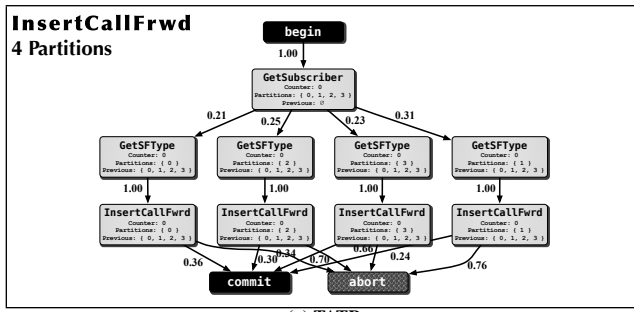 InsertCallFrwd
4 Partitions
begin
1.00
GetSubscriber
Counter: 0
Partitions: { 0, 1, 2, 3 }
Previous: ∅
0.21 0.25 0.23 0.31
GetSFType GetSFType GetSFType GetSFType
Counter: 0 Counter: 0 Counter: 0 Counter: 0
Partitions: { 0 } Partitions: { 2 } Partitions: { 3 } Partitions: { 1 }
Previous: { 0, 1, 2, 3 } Previous: { 0, 1, 2, 3 } Previous: { 0, 1, 2, 3 } Previous: { 0, 1, 2, 3 }
1.00 1.00 1.00 1.00
InsertCallFwrd InsertCallFwrd InsertCallFwrd InsertCallFwrd
Counter: 0 Counter: 0 Counter: 0 Counter: 0
Partitions: { 0 } Partitions: { 2 } Partitions: { 3 } Partitions: { 1 }
Previous: { 0, 1, 2, 3 } Previous: { 0, 1, 2, 3 } Previous: { 0, 1, 2, 3 } Previous: { 0, 1, 2, 3 }
0.36 0.30 0.34 0.70 0.66 0.24 0.76
commit abort